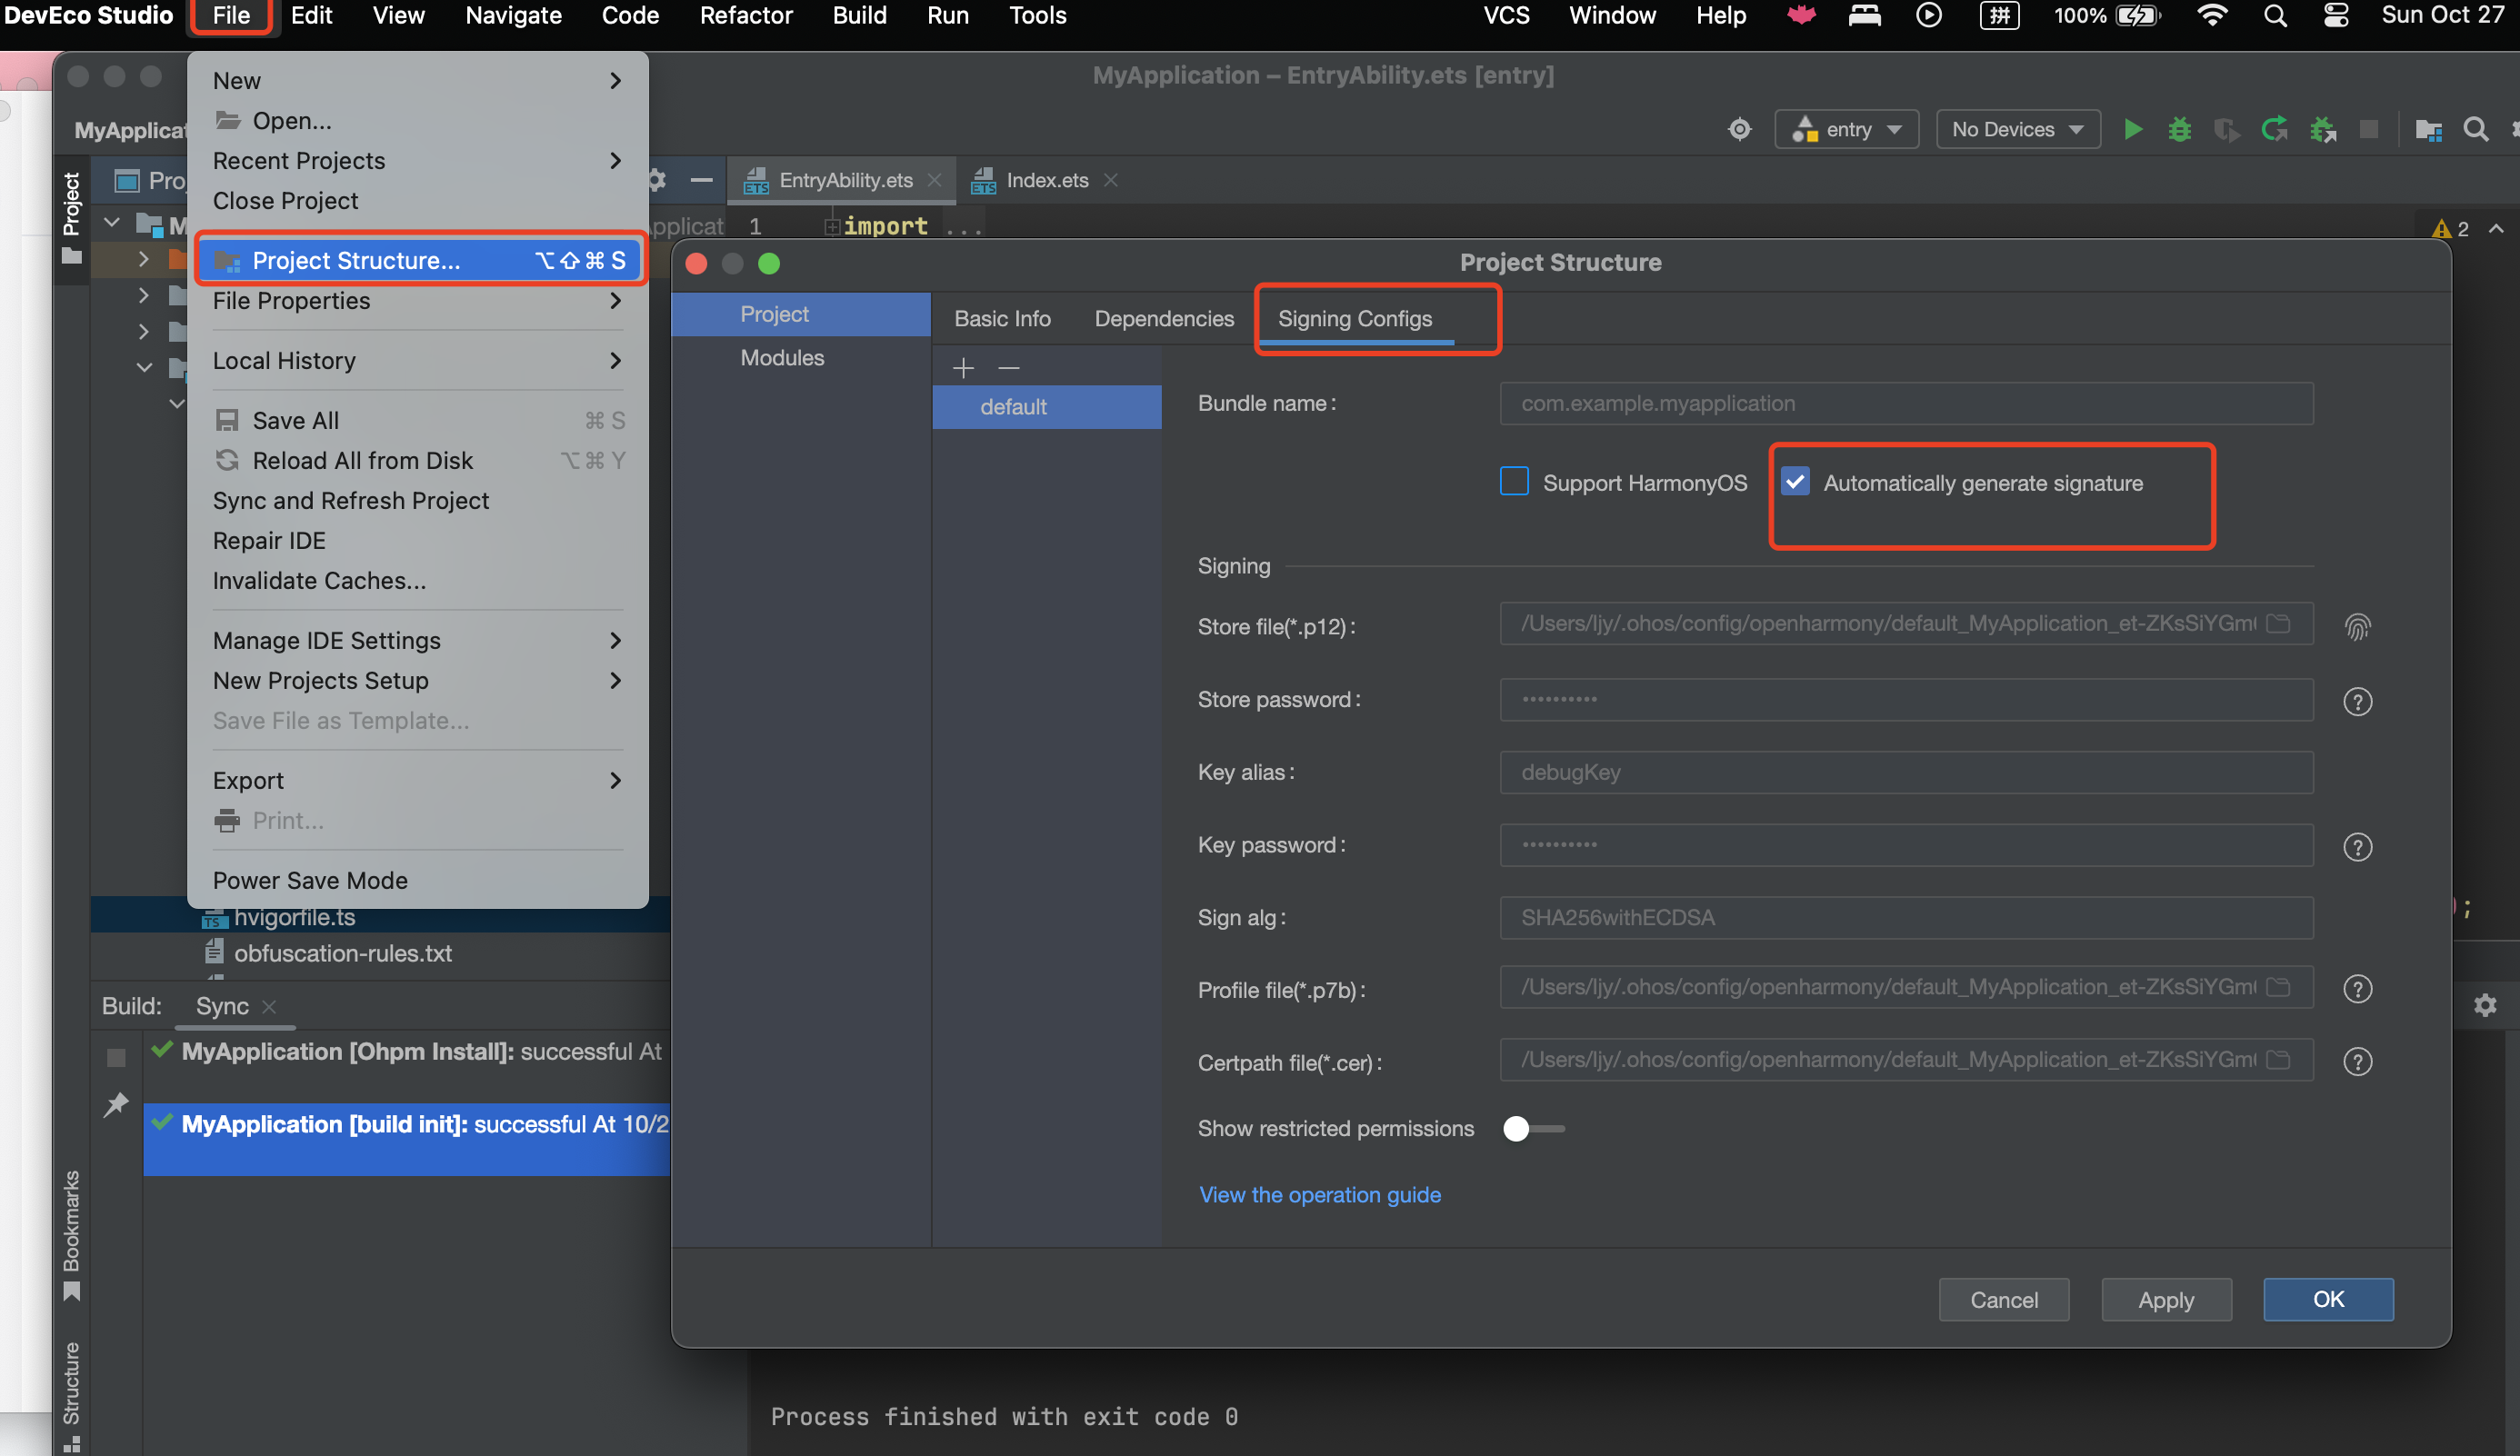 DevEco Studio File Edit View Navigate Code Refactor Build Run Tools VCS Window Help 拼 100% Sun Oct 27
MyApplication – EntryAbility.ets [entry]
MyApplicat
entry No Devices
New
Open...
Recent Projects
Close Project
Project Structure... ⌥⇧⌘S
File Properties
Local History
Save All ⌘S
Reload All from Disk ⌥⌘Y
Sync and Refresh Project
Repair IDE
Invalidate Caches...
Manage IDE Settings
New Projects Setup
Save File as Template...
Export
Print...
Power Save Mode
Project
Proj
M
pplicat
ETS EntryAbility.ets
ETS Index.ets
1 import ...
2
Project Structure
Project
Modules
Basic Info Dependencies Signing Configs
default
Bundle name: com.example.myapplication
Support HarmonyOS Automatically generate signature
Signing
Store file(*.p12): /Users/ljy/.ohos/config/openharmony/default_MyApplication_et-ZKsSiYGm
Store password: ••••••••••
Key alias: debugKey
Key password: ••••••••••
Sign alg: SHA256withECDSA
Profile file(*.p7b): /Users/ljy/.ohos/config/openharmony/default_MyApplication_et-ZKsSiYGm
Certpath file(*.cer): /Users/ljy/.ohos/config/openharmony/default_MyApplication_et-ZKsSiYGm
Show restricted permissions
View the operation guide
Cancel Apply OK
);
TS hvigorfile.ts
obfuscation-rules.txt
Build: Sync
MyApplication [Ohpm Install]: successful At
MyApplication [build init]: successful At 10/2
Bookmarks
Structure
Process finished with exit code 0